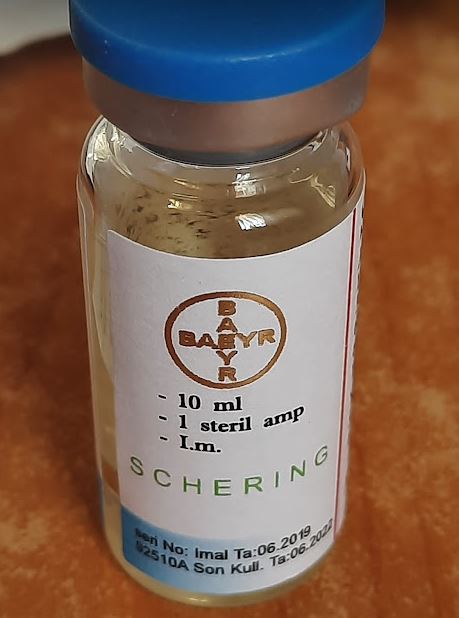 BAEYR
BAEYR
- 10 ml
- 1 steril amp
- I.m.
SCHERING
seri No: Imal Ta:06.2019
92510A Son Kull. Ta:06.2022